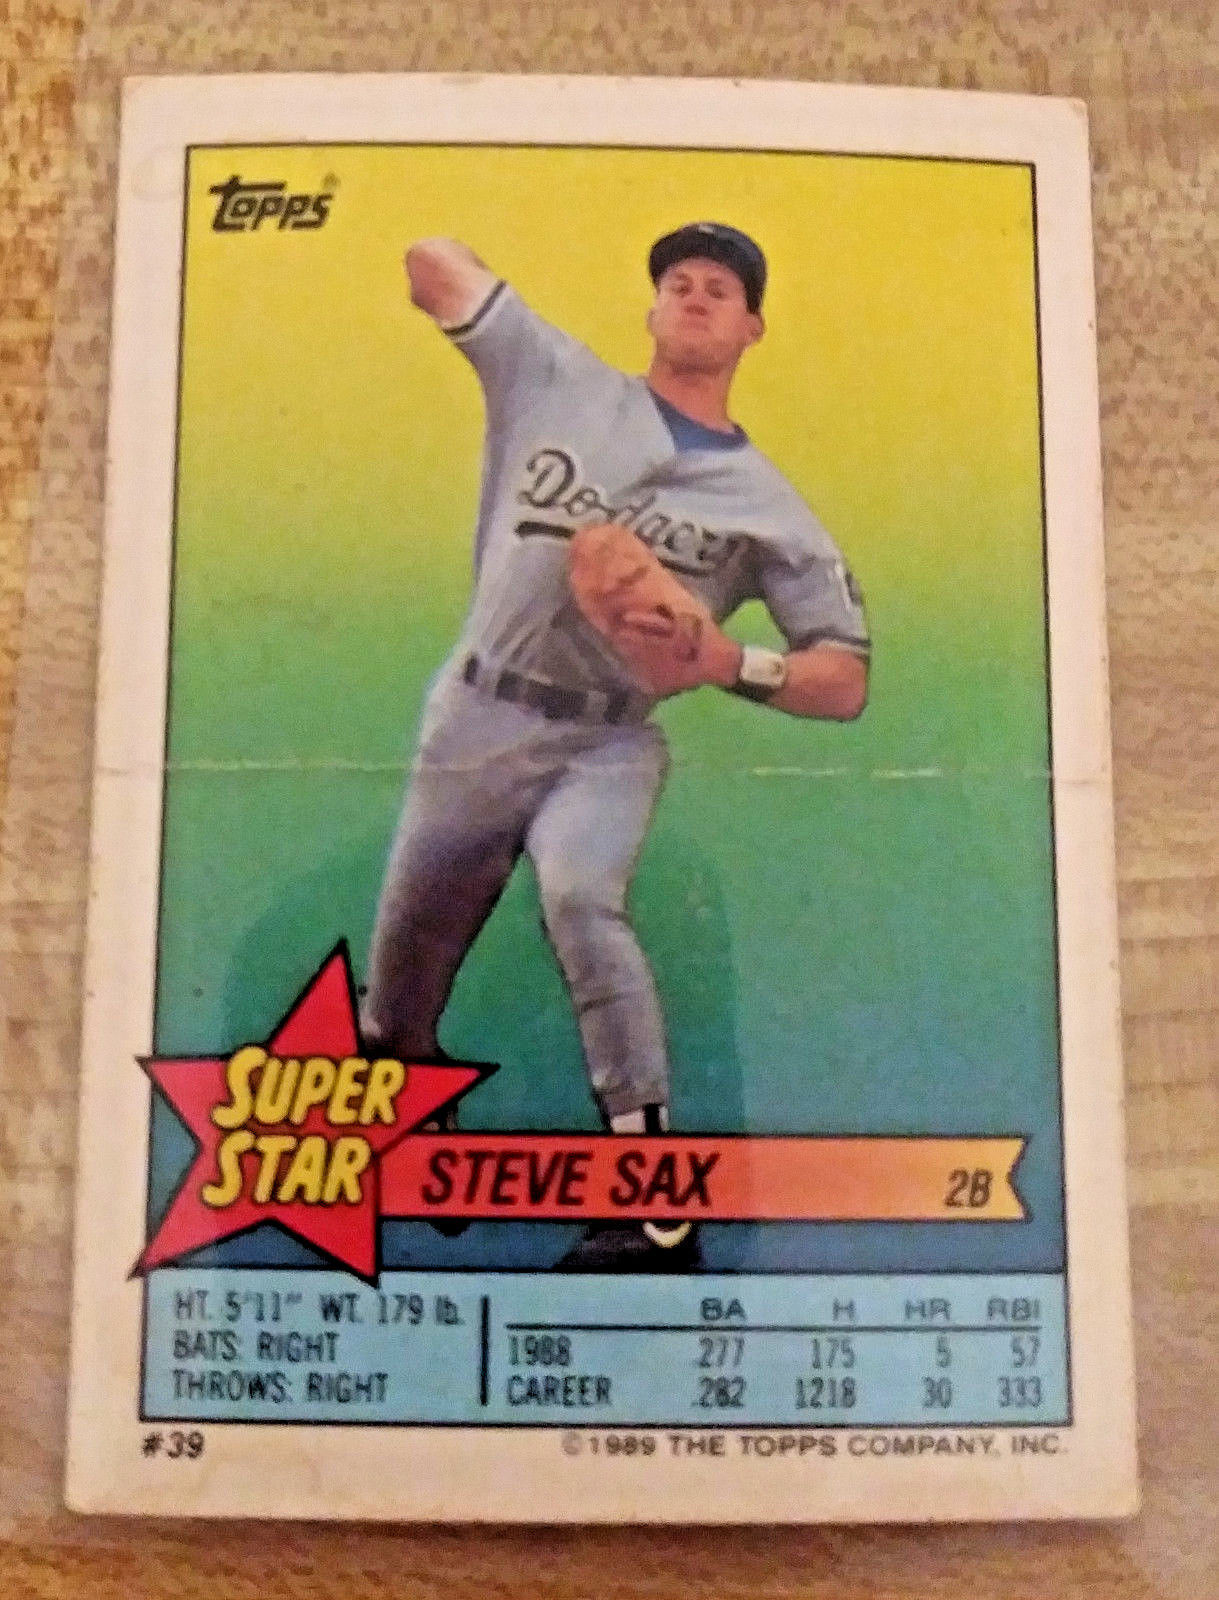 Topps®
Dodgers
SUPER
STAR
STEVE SAX 2B
HT. 5'11" WT. 179 lb.
BATS: RIGHT
THROWS: RIGHT
BA H HR RBI
1988 .277 175 5 57
CAREER .282 1218 30 333
#39 ©1989 THE TOPPS COMPANY, INC.